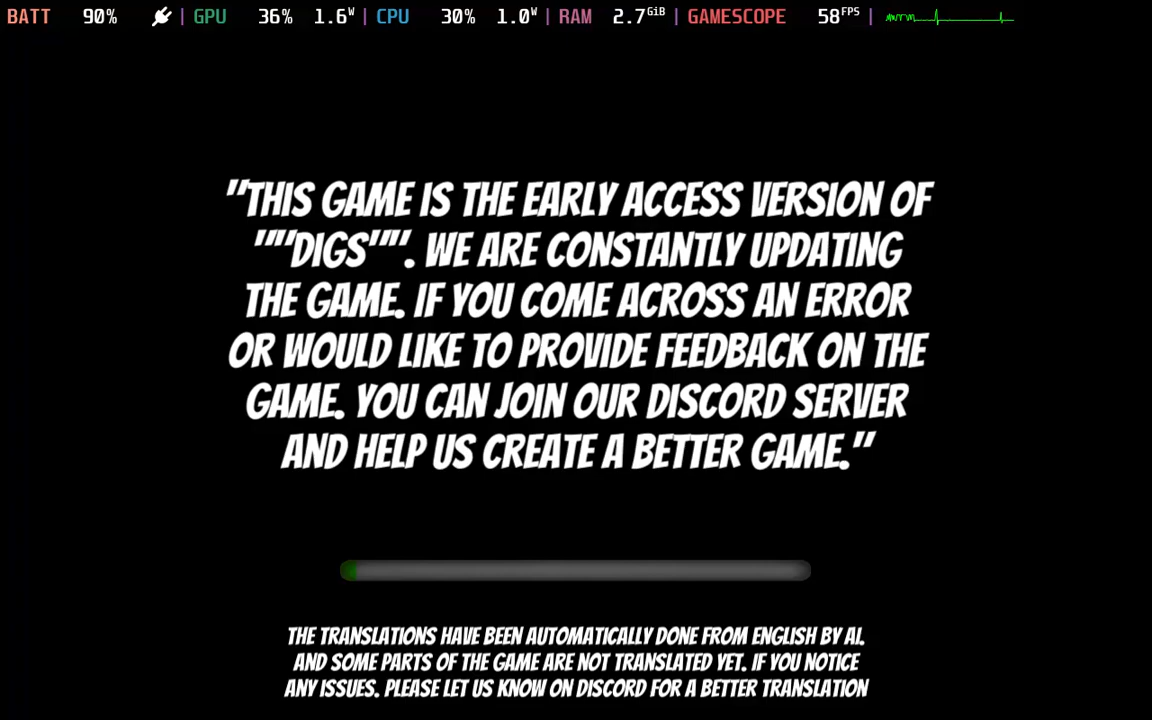 BATT 90% | GPU 36% 1.6W | CPU 30% 1.0W | RAM 2.7GiB | GAMESCOPE 58FPS |
"THIS GAME IS THE EARLY ACCESS VERSION OF
""DIGS"". WE ARE CONSTANTLY UPDATING
THE GAME. IF YOU COME ACROSS AN ERROR
OR WOULD LIKE TO PROVIDE FEEDBACK ON THE
GAME. YOU CAN JOIN OUR DISCORD SERVER
AND HELP US CREATE A BETTER GAME."
THE TRANSLATIONS HAVE BEEN AUTOMATICALLY DONE FROM ENGLISH BY AI.
AND SOME PARTS OF THE GAME ARE NOT TRANSLATED YET. IF YOU NOTICE
ANY ISSUES. PLEASE LET US KNOW ON DISCORD FOR A BETTER TRANSLATION